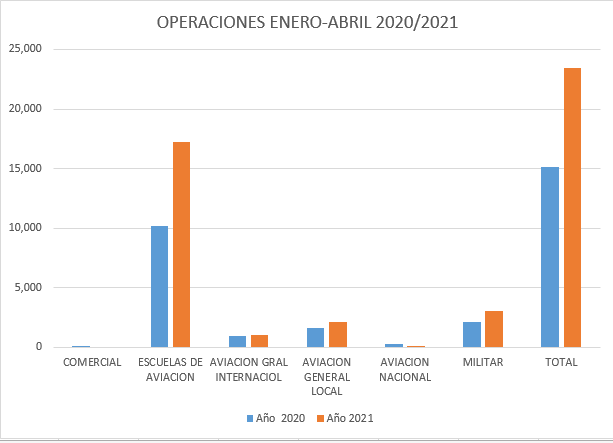 OPERACIONES ENERO-ABRIL 2020/2021
25,000
20,000
15,000
10,000
5,000
0
COMERCIAL
ESCUELAS DE
AVIACION
AVIACION GRAL
INTERNACIOL
AVIACION
GENERAL
LOCAL
AVIACION
NACIONAL
MILITAR
TOTAL
Año 2020
Año 2021